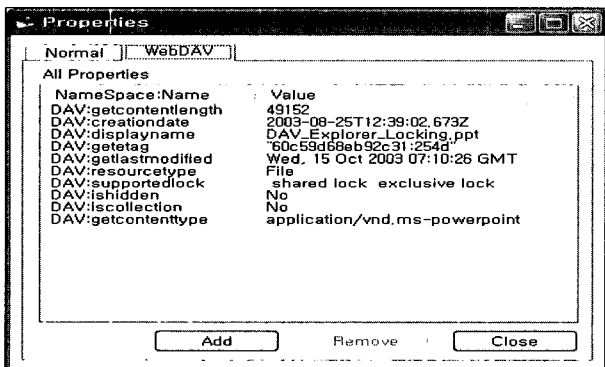 Properties
Normal WebDAV
All Properties
NameSpace:Name Value
DAV:getcontentlength 49152
DAV:creationdate 2003-08-25T12:39:02.673Z
DAV:displayname DAV_Explorer_Locking.ppt
DAV:getetag "60c59d68eb92c31:254d"
DAV:getlastmodified Wed, 15 Oct 2003 07:10:26 GMT
DAV:resourcetype File
DAV:supportedlock shared lock exclusive lock
DAV:ishidden No
DAV:iscollection No
DAV:getcontenttype application/vnd.ms-powerpoint
Add Remove Close